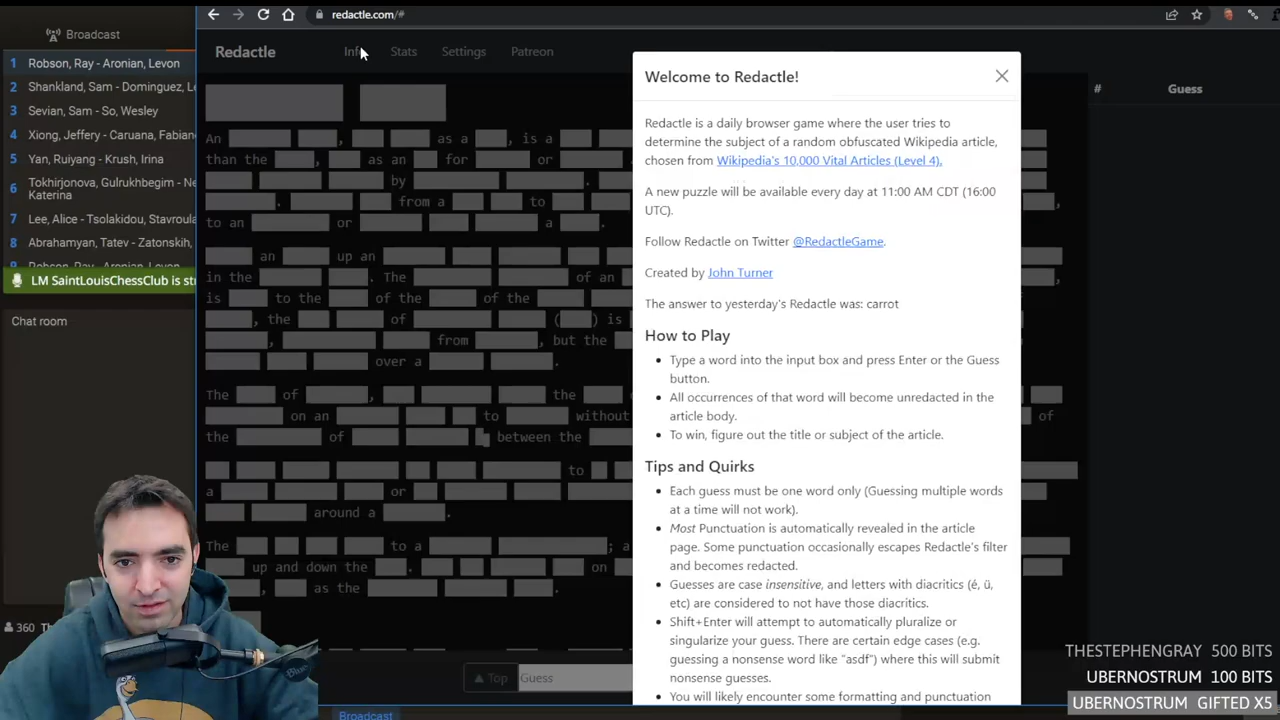 redactle.com/#
Broadcast
1 Robson, Ray - Aronian, Levon
2 Shankland, Sam - Dominguez, Le
3 Sevian, Sam - So, Wesley
4 Xiong, Jeffery - Caruana, Fabian
5 Yan, Ruiyang - Krush, Irina
6 Tokhirjonova, Gulrukhbegim - Ne
Katerina
7 Lee, Alice - Tsolakidou, Stavroula
8 Abrahamyan, Tatev - Zatonskih,
9 Robson, Ray - Aronian, Levon
LM SaintLouisChessClub is st
Chat room
360
Redactle
Info
Stats
Settings
Patreon
An as a , is a
than the , as an for or
by .
. from a to
to an or a .
an up an
in the . The of an
is to the of the of the
, the of ( ) is
, from , but the
over a .
The of , the
on an to without of
the of between the
, to
a or
around a .
The to a ; a
up and down the . on
, as the
Top
Guess
Broadcast
Welcome to Redactle!
Redactle is a daily browser game where the user tries to
determine the subject of a random obfuscated Wikipedia article,
chosen from Wikipedia's 10,000 Vital Articles (Level 4).
A new puzzle will be available every day at 11:00 AM CDT (16:00
UTC).
Follow Redactle on Twitter @RedactleGame.
Created by John Turner
The answer to yesterday's Redactle was: carrot
How to Play
• Type a word into the input box and press Enter or the Guess
button.
• All occurrences of that word will become unredacted in the
article body.
• To win, figure out the title or subject of the article.
Tips and Quirks
• Each guess must be one word only (Guessing multiple words
at a time will not work).
• Most Punctuation is automatically revealed in the article
page. Some punctuation occasionally escapes Redactle's filter
and becomes redacted.
• Guesses are case insensitive, and letters with diacritics (é, ü,
etc) are considered to not have those diacritics.
• Shift+Enter will attempt to automatically pluralize or
singularize your guess. There are certain edge cases (e.g.
guessing a nonsense word like "asdf") where this will submit
nonsense guesses.
• You will likely encounter some formatting and punctuation
# Guess
THESTEPHENGRAY 500 BITS
UBERNOSTRUM 100 BITS
UBERNOSTRUM GIFTED X5